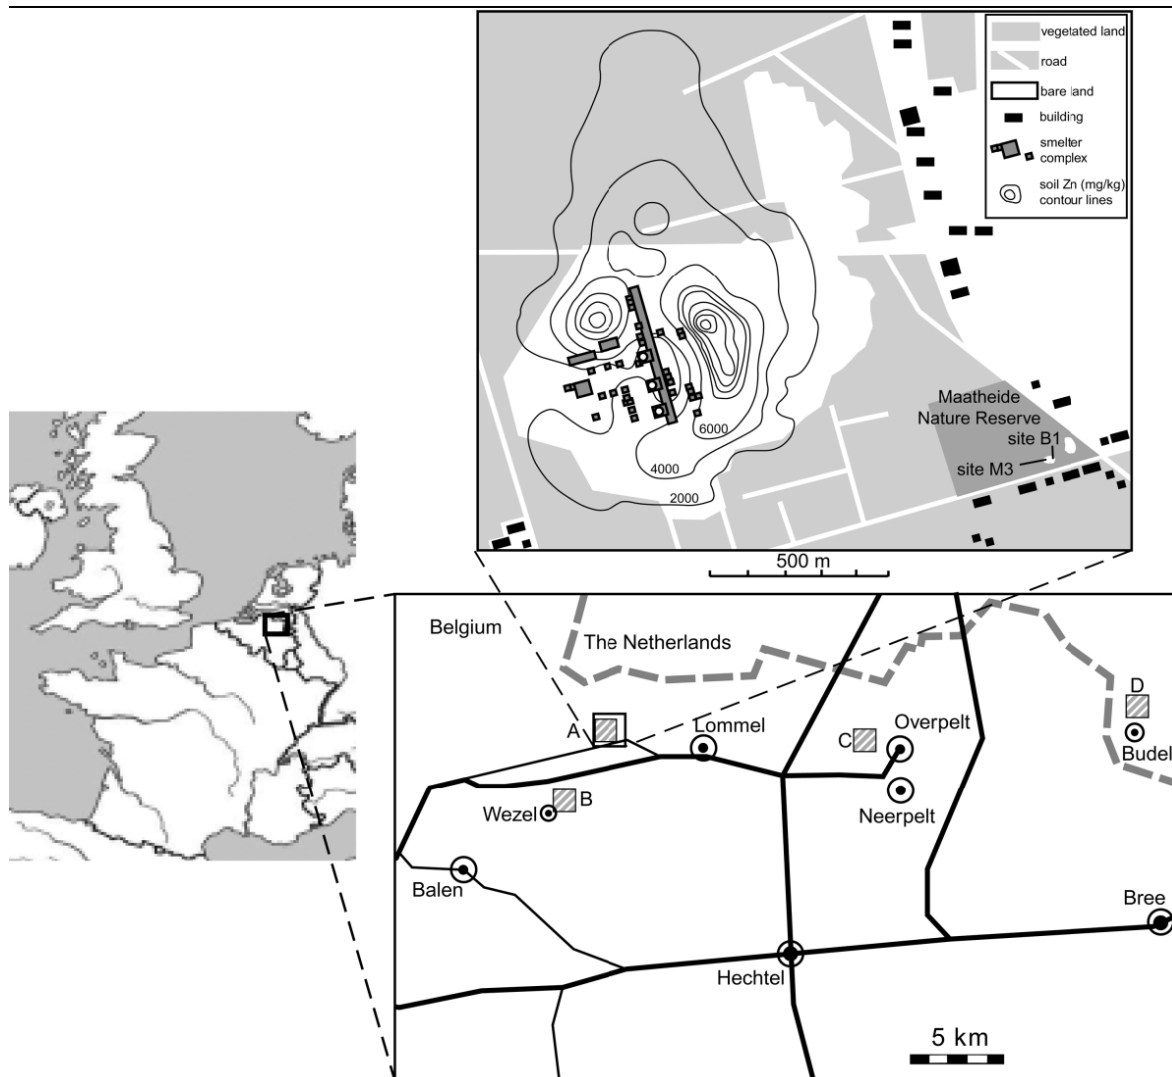 vegetated land
road
bare land
building
smelter
complex
soil Zn (mg/kg)
contour lines
Maatheide
Nature Reserve
site B1
site M3
6000
4000
2000
500 m
Belgium
The Netherlands
A
Lommel
C
Overpelt
D
Budel
Wezel
B
Neerpelt
Balen
Bree
Hechtel
5 km